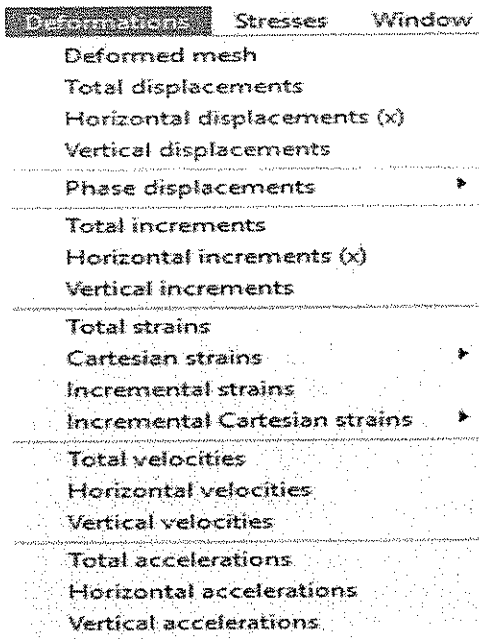 Deformations Stresses Window
Deformed mesh
Total displacements
Horizontal displacements (x)
Vertical displacements
Phase displacements
Total increments
Horizontal increments (x)
Vertical increments
Total strains
Cartesian strains
Incremental strains
Incremental Cartesian strains
Total velocities
Horizontal velocities
Vertical velocities
Total accelerations
Horizontal accelerations
Vertical accelerations